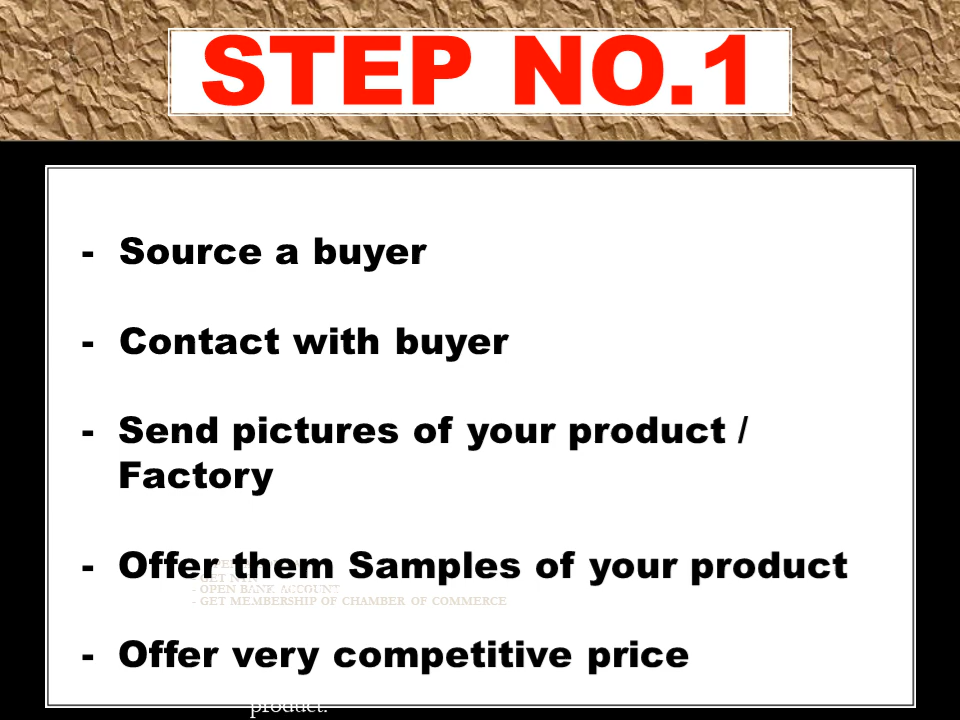 STEP NO.1
- Source a buyer
- Contact with buyer
- Send pictures of your product /
Factory
- Offer them Samples of your product
- GET
- OPEN BANK ACCOUNT
- GET MEMBERSHIP OF CHAMBER OF COMMERCE
- Offer very competitive price
product.